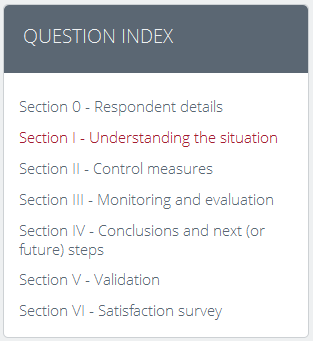 QUESTION INDEX
Section 0 - Respondent details
Section I - Understanding the situation
Section II - Control measures
Section III - Monitoring and evaluation
Section IV - Conclusions and next (or
future) steps
Section V - Validation
Section VI - Satisfaction survey